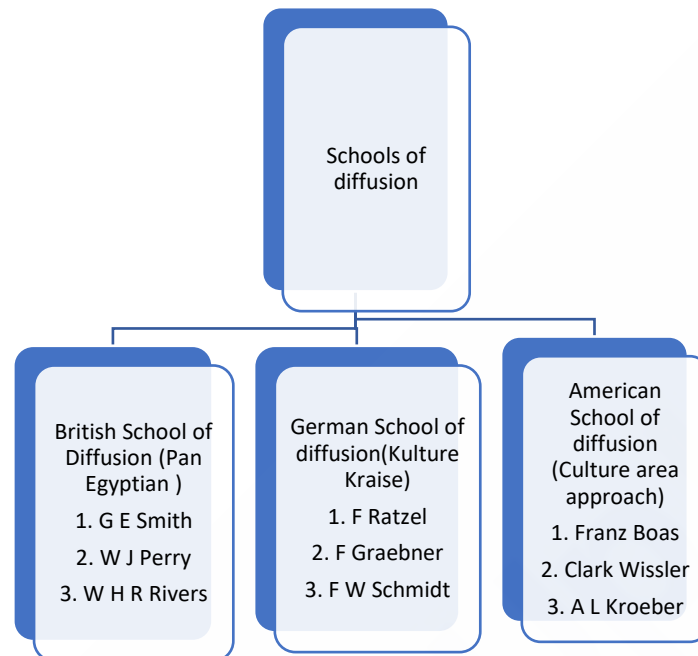 Schools of
diffusion
British School of
Diffusion (Pan
Egyptian )
1. G E Smith
2. W J Perry
3. W H R Rivers
German School of
diffusion(Kulture
Kraise)
1. F Ratzel
2. F Graebner
3. F W Schmidt
American
School of
diffusion
(Culture area
approach)
1. Franz Boas
2. Clark Wissler
3. A L Kroeber